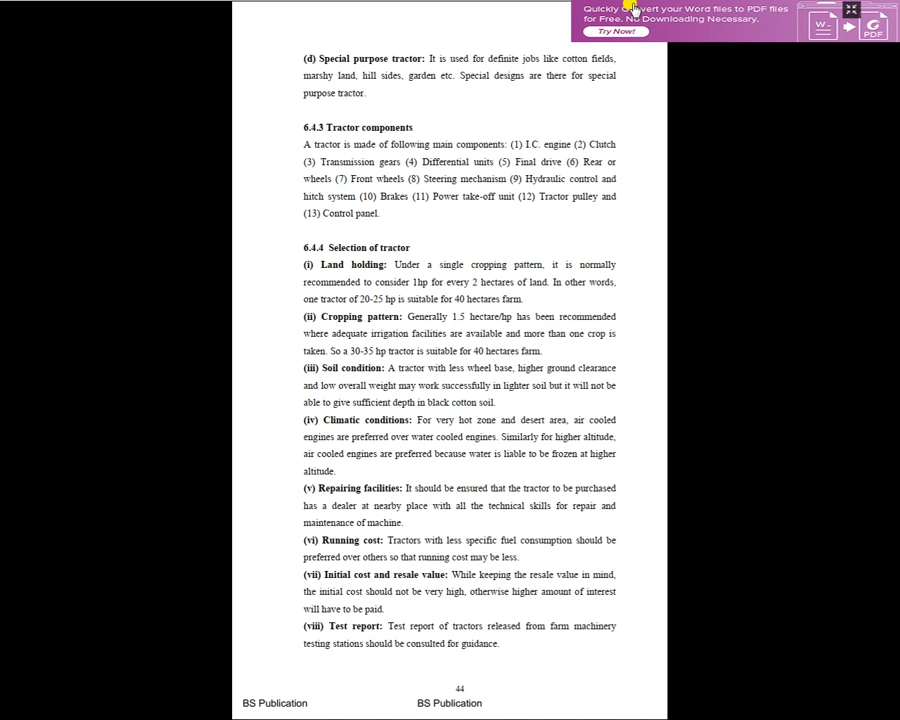 Quickly Convert your Word files to PDF files
for Free. No Downloading Necessary.
Try Now!
W
PDF
(d) Special purpose tractor: It is used for definite jobs like cotton fields,
marshy land, hill sides, garden etc. Special designs are there for special
purpose tractor.
6.4.3 Tractor components
A tractor is made of following main components: (1) I.C. engine (2) Clutch
(3) Transmission gears (4) Differential units (5) Final drive (6) Rear or
wheels (7) Front wheels (8) Steering mechanism (9) Hydraulic control and
hitch system (10) Brakes (11) Power take-off unit (12) Tractor pulley and
(13) Control panel.
6.4.4 Selection of tractor
(i) Land holding: Under a single cropping pattern, it is normally
recommended to consider 1hp for every 2 hectares of land. In other words,
one tractor of 20-25 hp is suitable for 40 hectares farm.
(ii) Cropping pattern: Generally 1.5 hectare/hp has been recommended
where adequate irrigation facilities are available and more than one crop is
taken. So a 30-35 hp tractor is suitable for 40 hectares farm.
(iii) Soil condition: A tractor with less wheel base, higher ground clearance
and low overall weight may work successfully in lighter soil but it will not be
able to give sufficient depth in black cotton soil.
(iv) Climatic conditions: For very hot zone and desert area, air cooled
engines are preferred over water cooled engines. Similarly for higher altitude,
air cooled engines are preferred because water is liable to be frozen at higher
altitude.
(v) Repairing facilities: It should be ensured that the tractor to be purchased
has a dealer at nearby place with all the technical skills for repair and
maintenance of machine.
(vi) Running cost: Tractors with less specific fuel consumption should be
preferred over others so that running cost may be less.
(vii) Initial cost and resale value: While keeping the resale value in mind,
the initial cost should not be very high, otherwise higher amount of interest
will have to be paid.
(viii) Test report: Test report of tractors released from farm machinery
testing stations should be consulted for guidance.
44
BS Publication
BS Publication